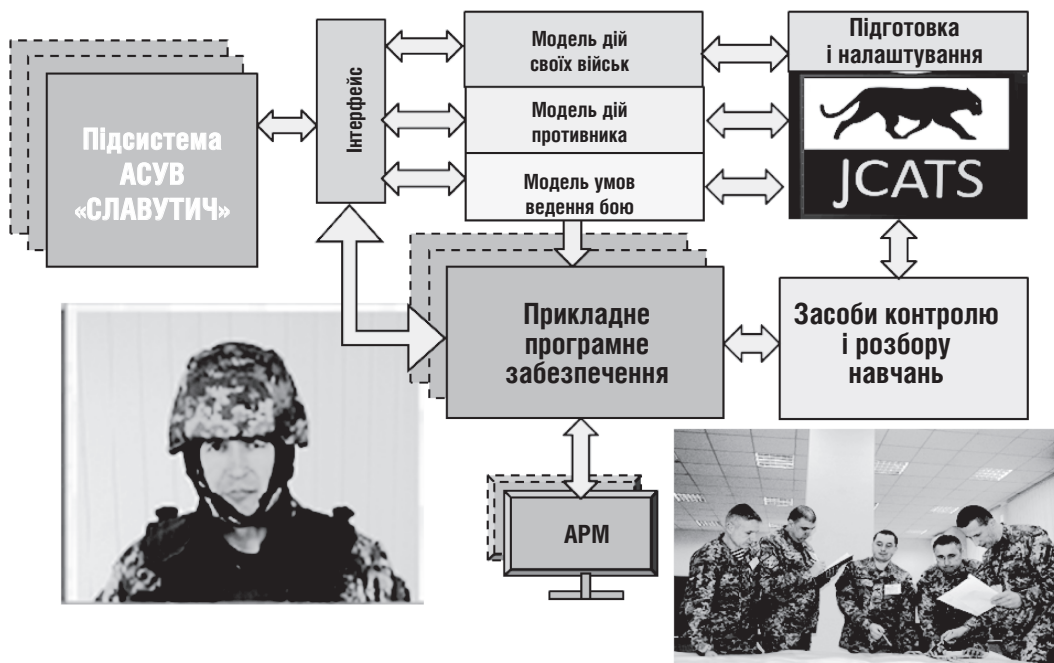 Підсистема
АСУВ
«СЛАВУТИЧ»
Інтерфейс
Модель дій
своїх військ
Модель дій
противника
Модель умов
ведення бою
Підготовка
і налаштування
JCATS
Прикладне
програмне
забезпечення
Засоби контролю
і розбору
навчань
АРМ